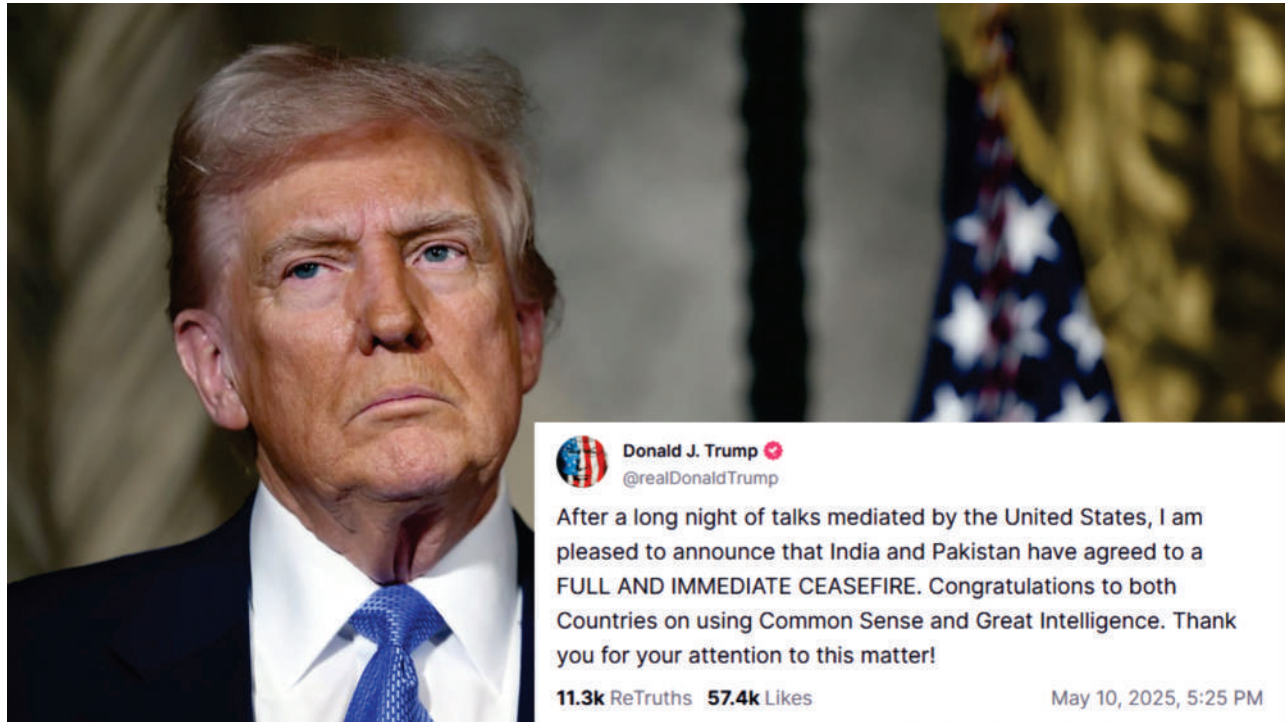 Donald J. Trump
@realDonaldTrump
After a long night of talks mediated by the United States, I am
pleased to announce that India and Pakistan have agreed to a
FULL AND IMMEDIATE CEASEFIRE. Congratulations to both
Countries on using Common Sense and Great Intelligence. Thank
you for your attention to this matter!
11.3k ReTruths 57.4k Likes May 10, 2025, 5:25 PM